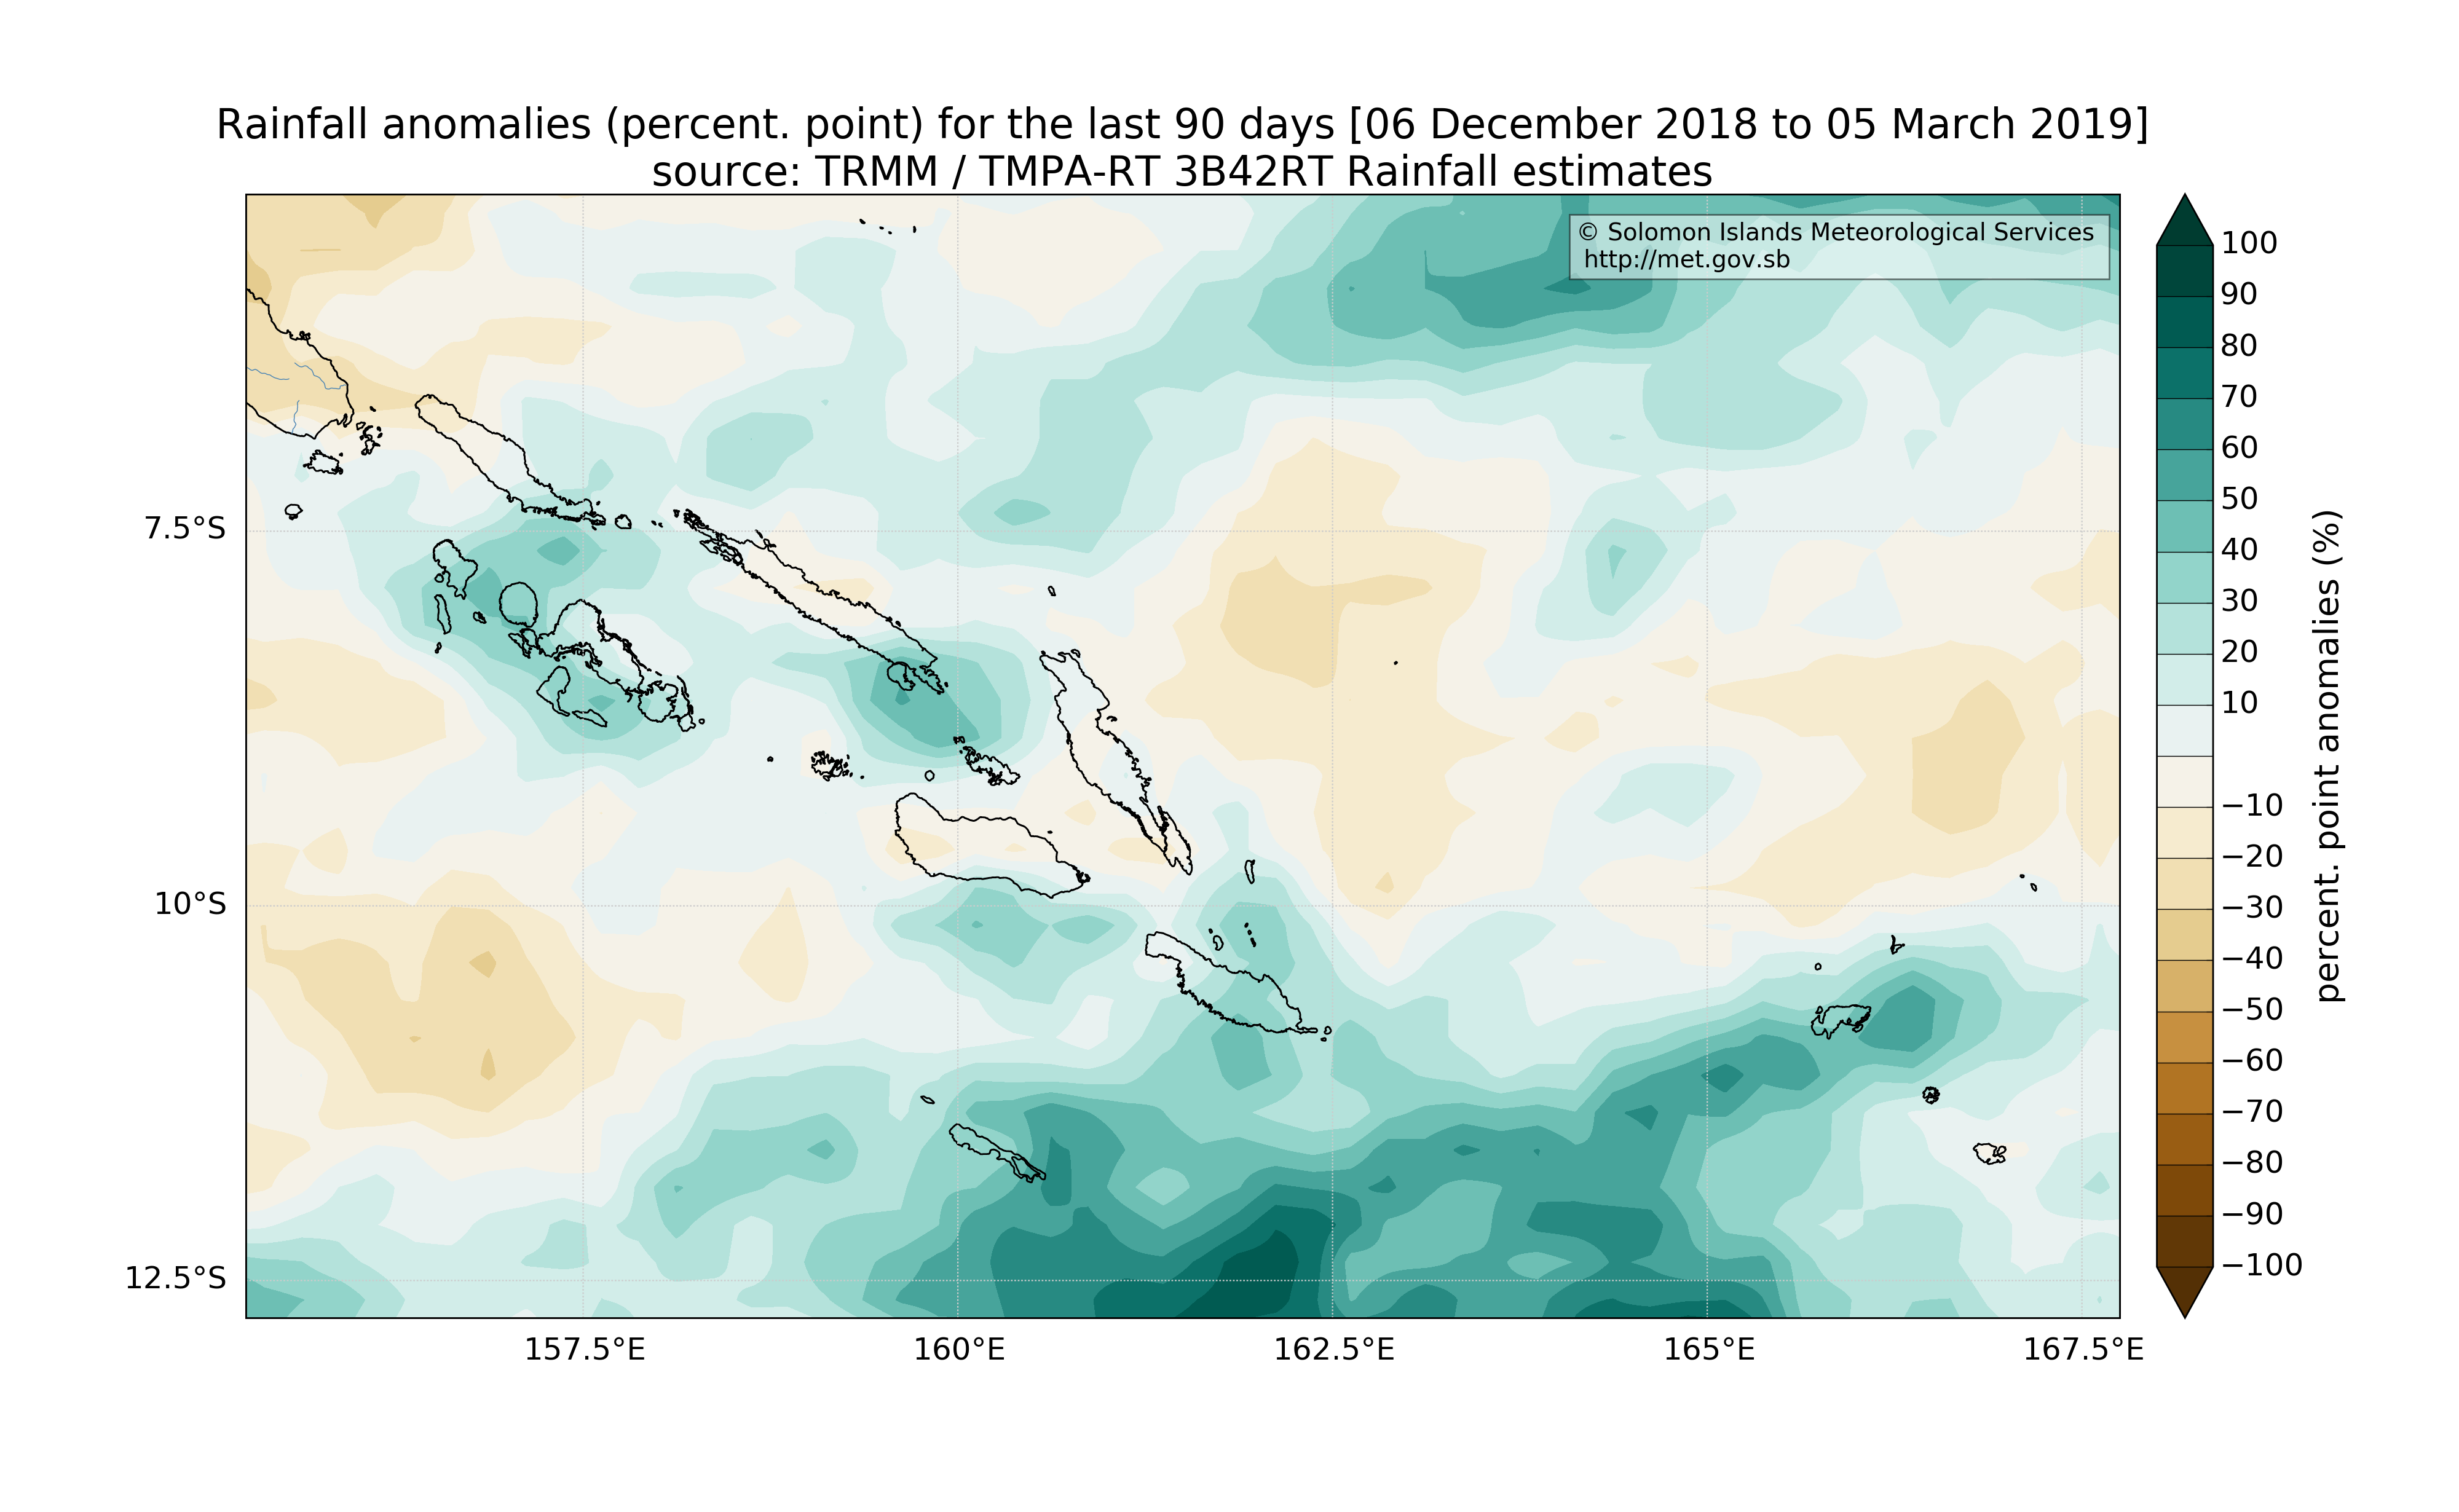 Rainfall anomalies (percent. point) for the last 90 days [06 December 2018 to 05 March 2019]
source: TRMM / TMPA-RT 3B42RT Rainfall estimates
© Solomon Islands Meteorological Services
http://met.gov.sb
7.5°S
10°S
12.5°S
157.5°E
160°E
162.5°E
165°E
167.5°E
100
90
80
70
60
50
40
30
20
10
−10
−20
−30
−40
−50
−60
−70
−80
−90
−100
percent. point anomalies (%)